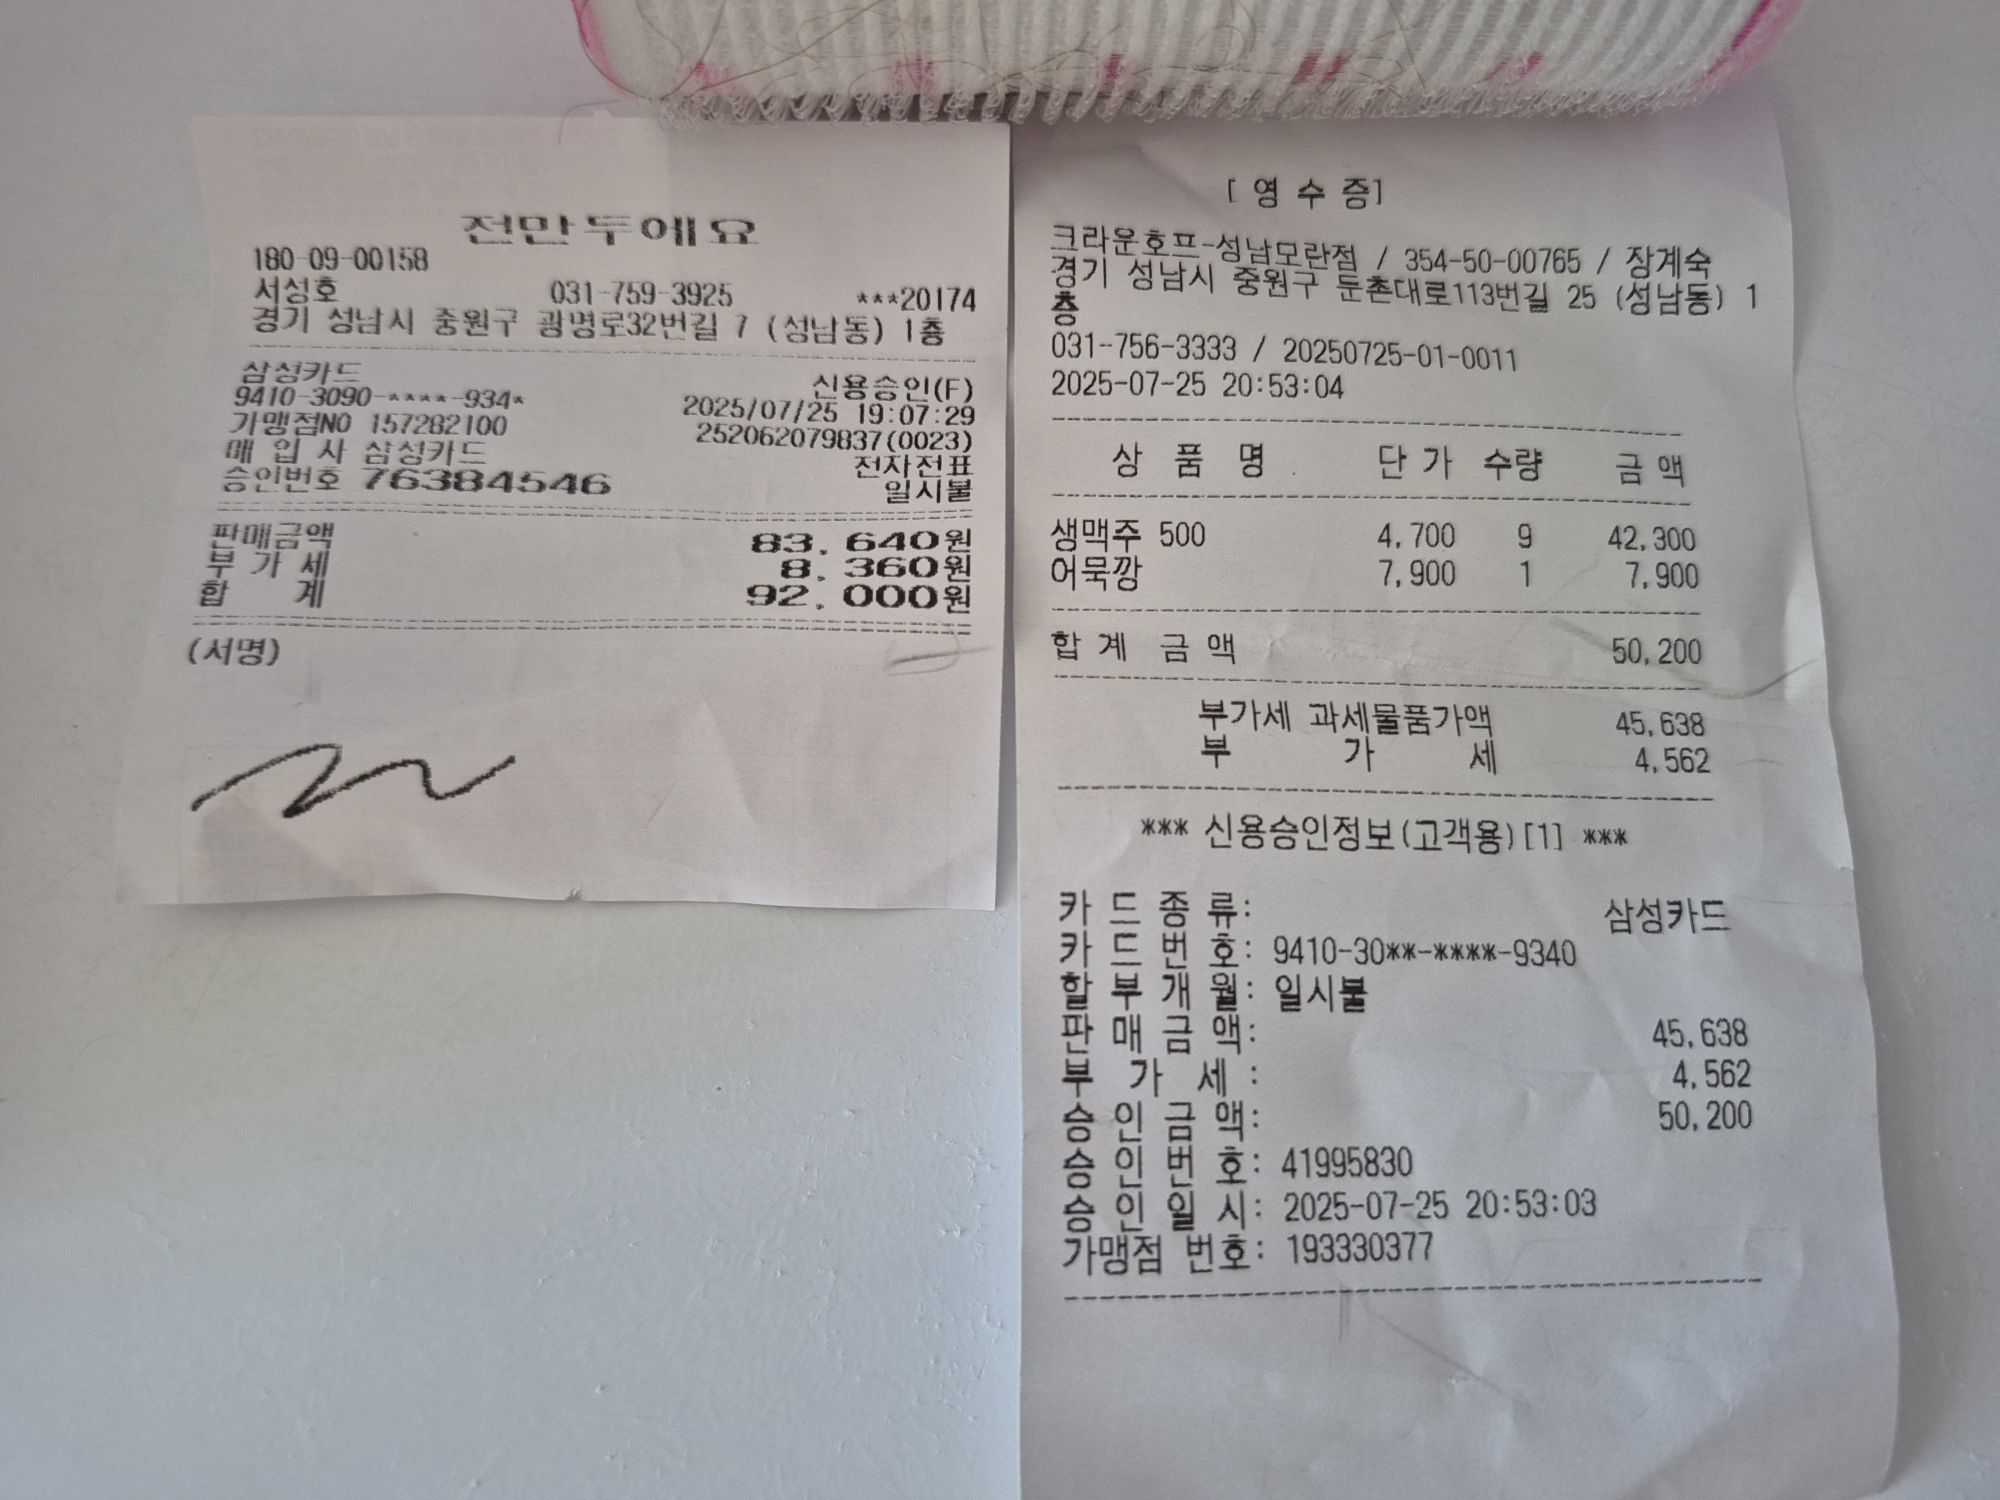 전만두에요
180-09-00158
서성호 031-759-3925 ***20174
경기 성남시 중원구 광명로32번길 7 (성남동) 1층
삼성카드 신용승인(F)
9410-3090-****-934* 2025/07/25 19:07:29
가맹점NO 157282100 252062079837(0023)
매 입 사 삼성카드 전자전표
승인번호 76384546 일시불
판매금액 83,640원
부 가 세 8,360원
합 계 92,000원
(서명)
[ 영 수 증]
크라운호프-성남모란점 / 354-50-00765 / 장계숙
경기 성남시 중원구 둔촌대로113번길 25 (성남동) 1
층
031-756-3333 / 20250725-01-0011
2025-07-25 20:53:04
상 품 명 단 가 수량 금 액
생맥주 500 4,700 9 42,300
어묵깡 7,900 1 7,900
합 계 금 액 50,200
부가세 과세물품가액 45,638
부 가 세 4,562
*** 신용승인정보(고객용)[1] ***
카 드 종 류: 삼성카드
카 드 번 호: 9410-30**-****-9340
할 부 개 월: 일시불
판 매 금 액: 45,638
부 가 세 : 4,562
승 인 금 액: 50,200
승 인 번 호: 41995830
승 인 일 시: 2025-07-25 20:53:03
가맹점 번호: 193330377